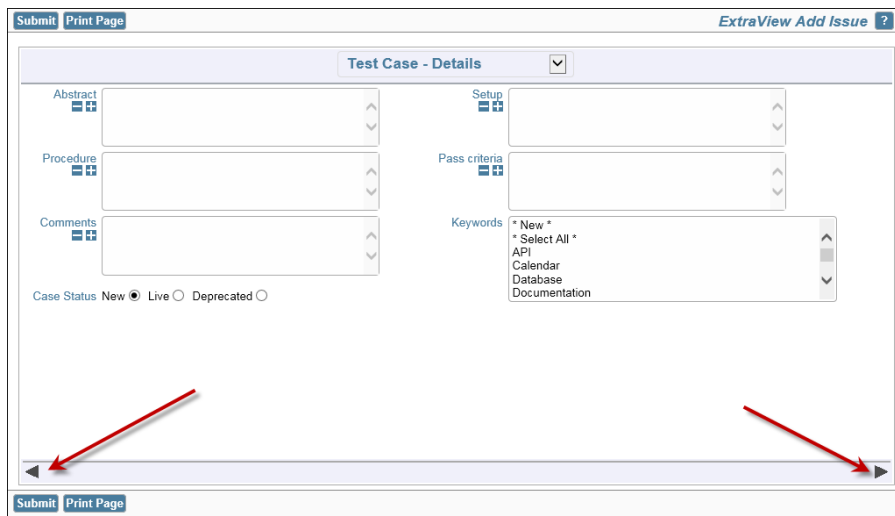 Submit Print Page ExtraView Add Issue ?
Test Case - Details
Abstract
Setup
Procedure
Pass criteria
Comments
Keywords
* New *
* Select All *
API
Calendar
Database
Documentation
Case Status New Live Deprecated
Submit Print Page